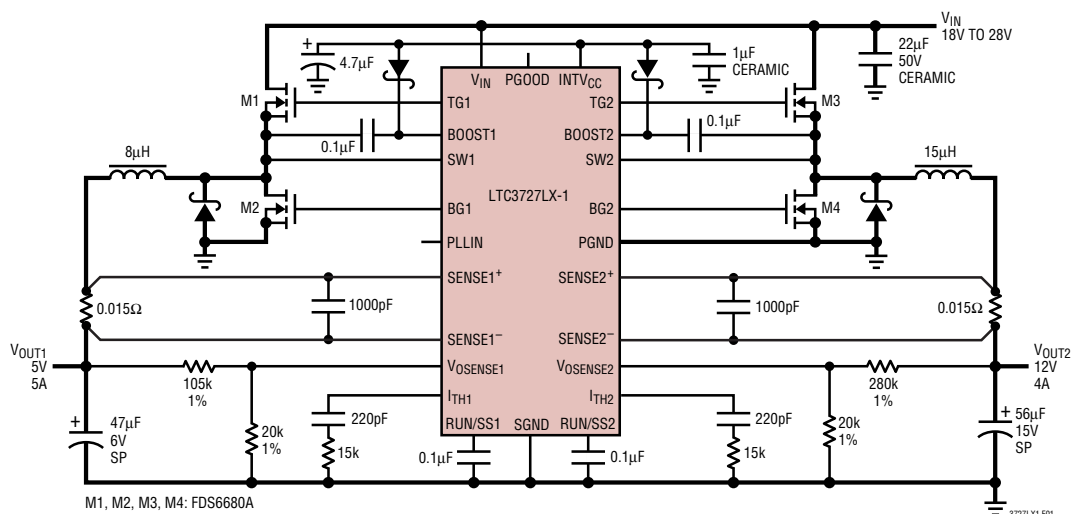 VIN
18V TO 28V
+
4.7µF
1µF
CERAMIC
22µF
50V
CERAMIC
VIN PGOOD INTVCC
M1
TG1
TG2
M3
0.1µF
BOOST1
BOOST2
0.1µF
8µH
SW1
SW2
15µH
LTC3727LX-1
M2
BG1
BG2
M4
PLLIN
PGND
SENSE1+
SENSE2+
0.015Ω
1000pF
1000pF
0.015Ω
SENSE1–
SENSE2–
VOUT1
5V
5A
VOSENSE1
VOSENSE2
VOUT2
12V
4A
105k
1%
280k
1%
ITH1
ITH2
+
47µF
6V
SP
20k
1%
220pF
15k
RUN/SS1 SGND RUN/SS2
0.1µF
0.1µF
220pF
15k
20k
1%
+
56µF
15V
SP
M1, M2, M3, M4: FDS6680A
3727LX1 F01